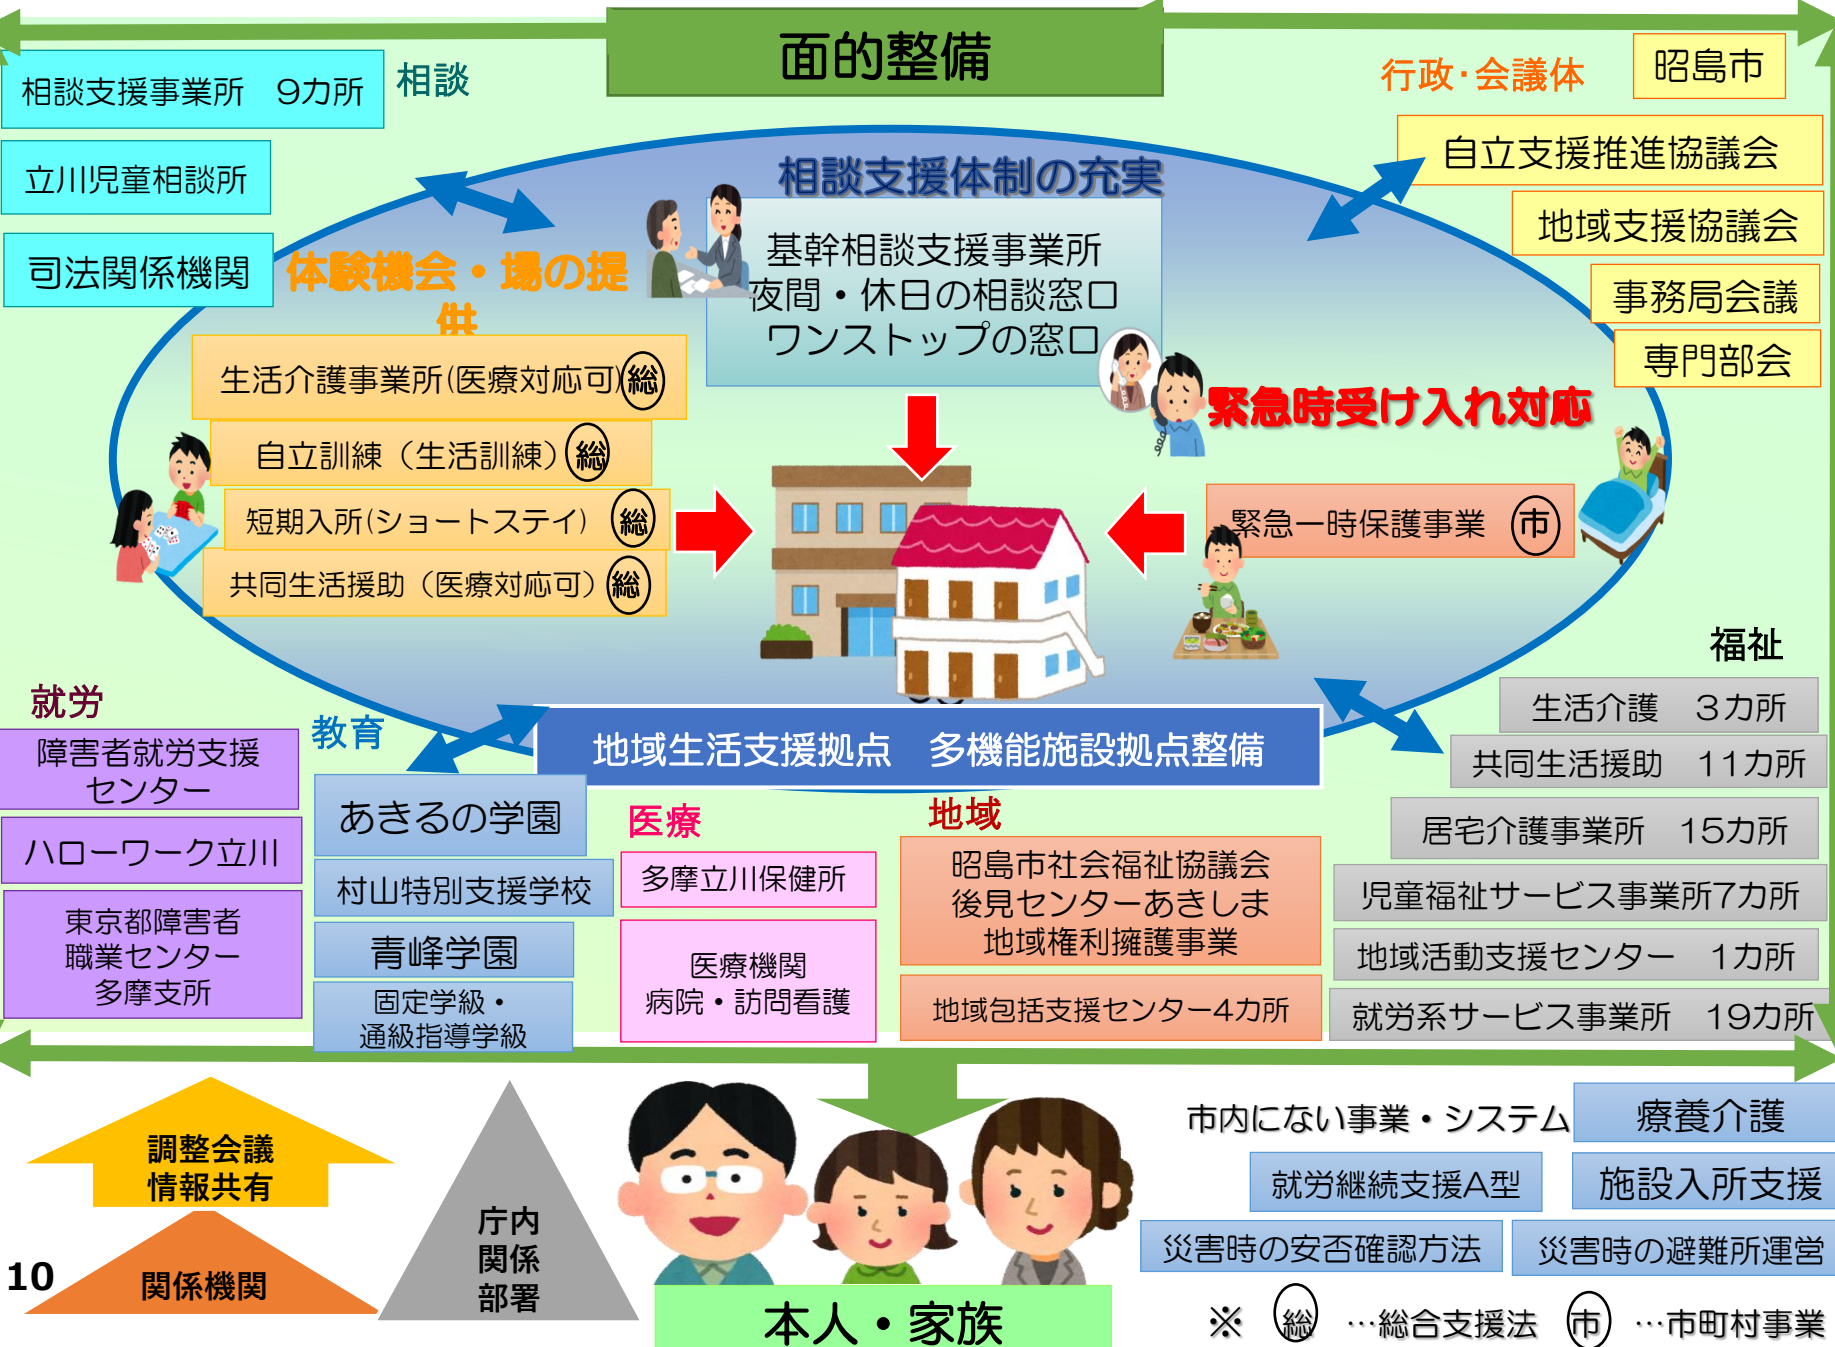 面的整備
相談支援事業所　9カ所
相談
立川児童相談所
司法関係機関
行政・会議体
昭島市
自立支援推進協議会
地域支援協議会
事務局会議
専門部会
相談支援体制の充実
基幹相談支援事業所
夜間・休日の相談窓口
ワンストップの窓口
体験機会・場の提
供
生活介護事業所(医療対応可)総
自立訓練（生活訓練）総
短期入所(ショートステイ)　総
共同生活援助（医療対応可）総
緊急時受け入れ対応
緊急一時保護事業　市
地域生活支援拠点　多機能施設拠点整備
就労
障害者就労支援
センター
ハローワーク立川
東京都障害者
職業センター
多摩支所
教育
あきるの学園
村山特別支援学校
青峰学園
固定学級・
通級指導学級
医療
多摩立川保健所
医療機関
病院・訪問看護
地域
昭島市社会福祉協議会
後見センターあきしま
地域権利擁護事業
地域包括支援センター4カ所
福祉
生活介護　3カ所
共同生活援助　11カ所
居宅介護事業所　15カ所
児童福祉サービス事業所7カ所
地域活動支援センター　1カ所
就労系サービス事業所　19カ所
調整会議
情報共有
関係機関
庁内
関係
部署
本人・家族
市内にない事業・システム
療養介護
就労継続支援A型
施設入所支援
災害時の安否確認方法
災害時の避難所運営
※　総　…総合支援法　市　…市町村事業
10